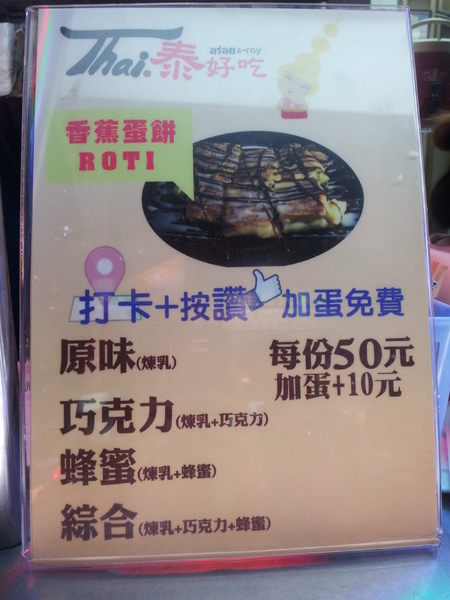 Thai.泰好吃
อร่อย a-roy
香蕉蛋餅
ROTI
打卡+按讚 加蛋免費
原味(煉乳) 每份50元
加蛋+10元
巧克力(煉乳+巧克力)
蜂蜜(煉乳+蜂蜜)
綜合(煉乳+巧克力+蜂蜜)